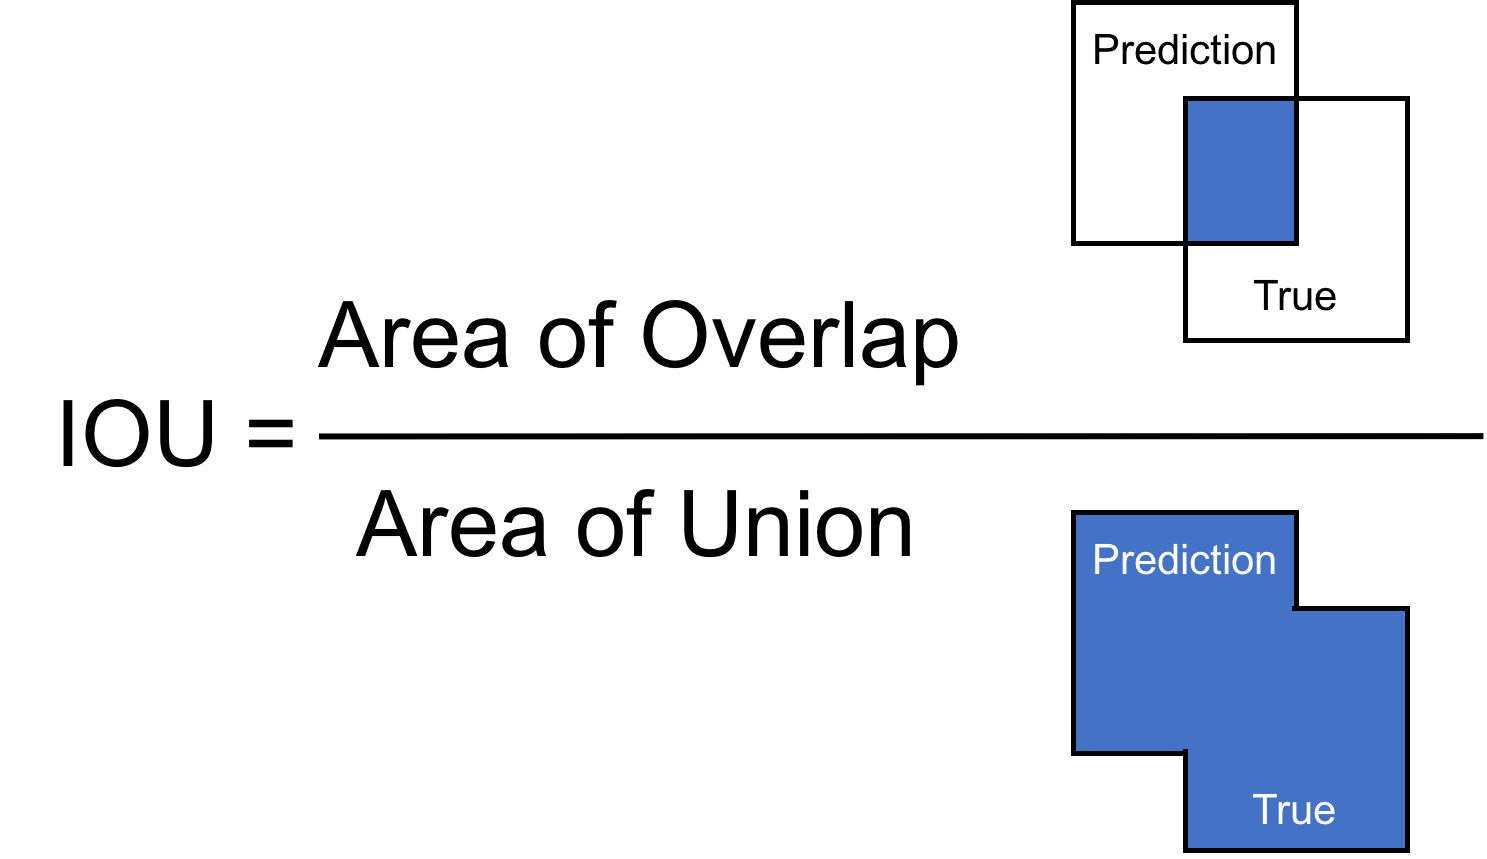 Prediction
True
Area of Overlap
IOU =
Area of Union
Prediction
True